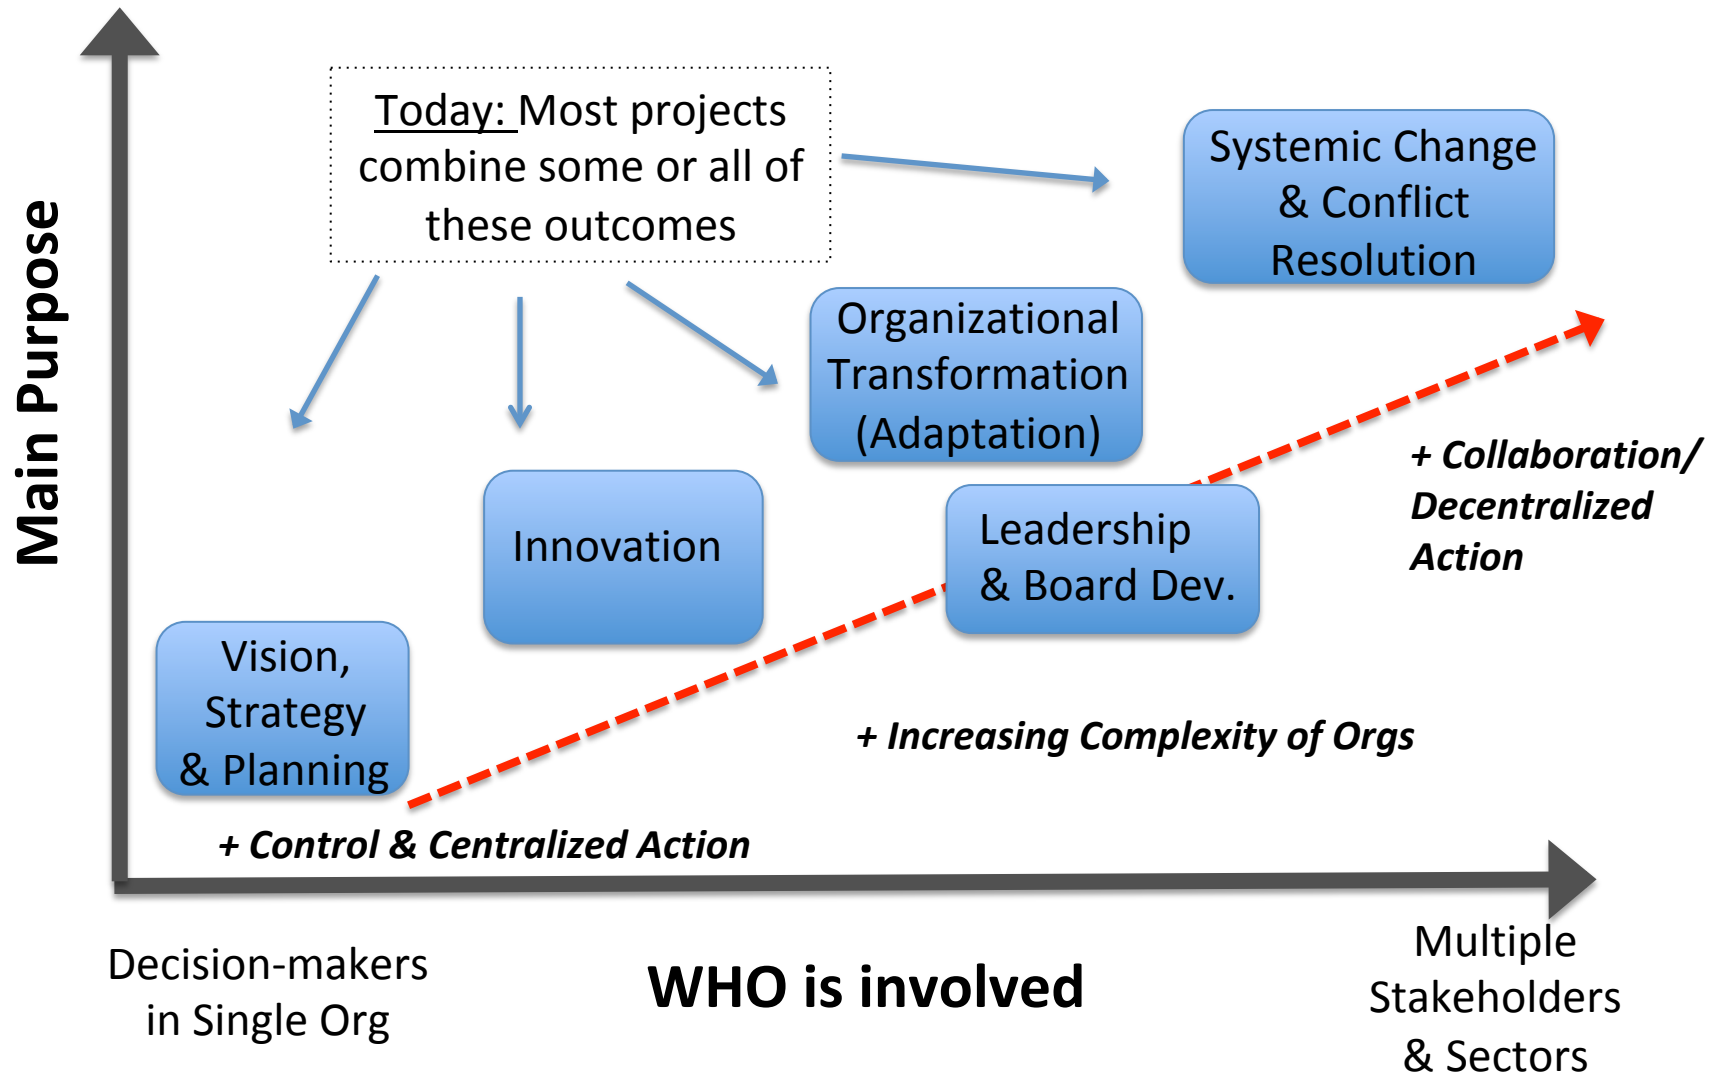 Main Purpose
Today: Most projects
combine some or all of
these outcomes
Systemic Change
& Conflict
Resolution
Organizational
Transformation
(Adaptation)
+ Collaboration/
Decentralized
Action
Innovation
Leadership
& Board Dev.
Vision,
Strategy
& Planning
+ Increasing Complexity of Orgs
+ Control & Centralized Action
Decision-makers
in Single Org
WHO is involved
Multiple
Stakeholders
& Sectors